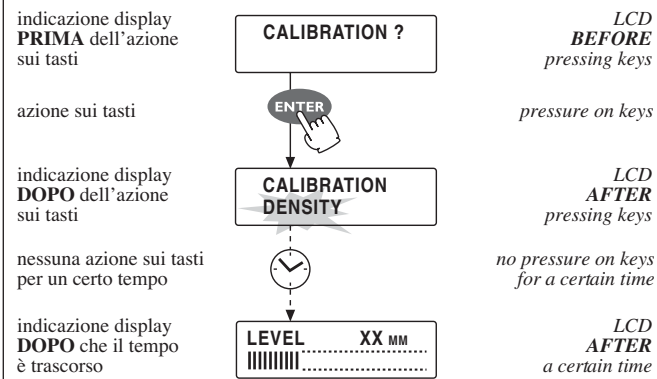 indicazione display
PRIMA dell'azione
sui tasti
CALIBRATION ?
LCD
BEFORE
pressing keys
azione sui tasti
ENTER
pressure on keys
indicazione display
DOPO dell'azione
sui tasti
CALIBRATION
DENSITY
LCD
AFTER
pressing keys
nessuna azione sui tasti
per un certo tempo
no pressure on keys
for a certain time
indicazione display
DOPO che il tempo
è trascorso
LEVEL XX MM
LCD
AFTER
a certain time